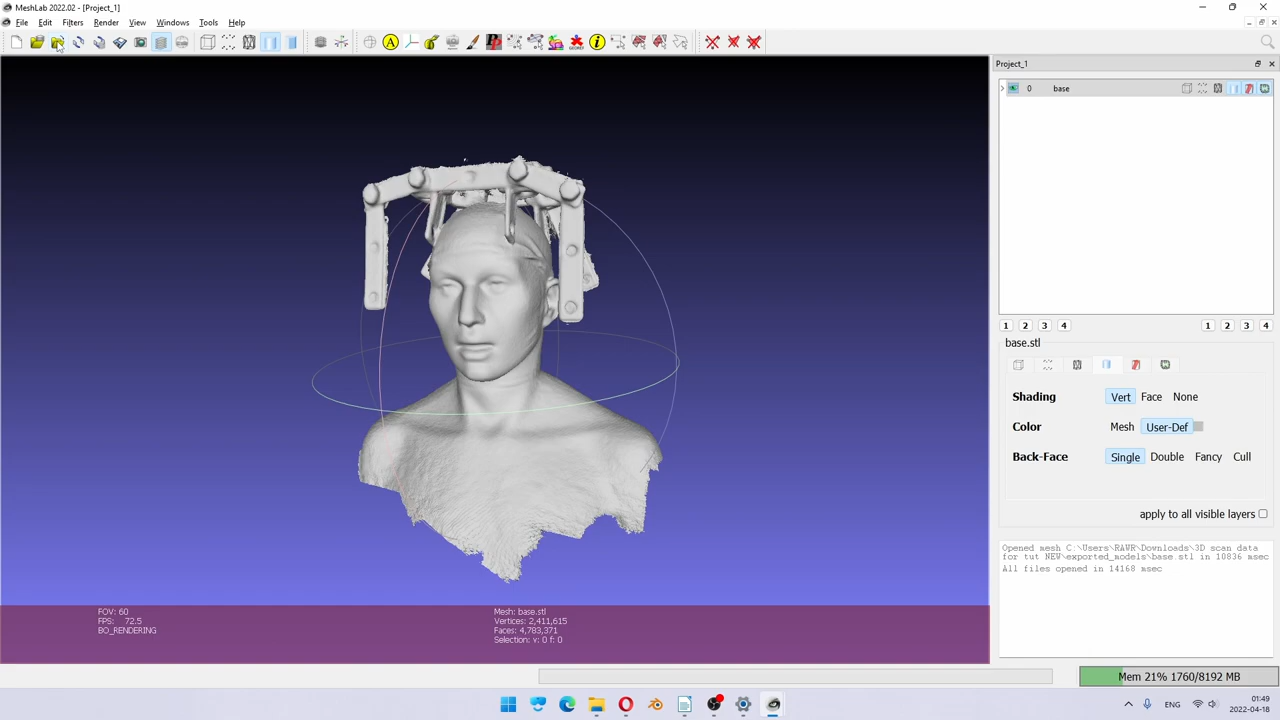 MeshLab 2022.02 - [Project_1]
File Edit Filters Render View Windows Tools Help
Project_1
0 base
1 2 3 4 1 2 3 4
base.stl
Shading Vert Face None
Color Mesh User-Def
Back-Face Single Double Fancy Cull
apply to all visible layers
Opened mesh C:\Users\RAWR\Downloads\3D scan data
for tut NEW\exported_models\base.stl in 10836 msec
All files opened in 14168 msec
FOV: 60
FPS: 72.5
BO_RENDERING
Mesh: base.stl
Vertices: 2,411,615
Faces: 4,783,371
Selection: v: 0 f: 0
Mem 21% 1760/8192 MB
ENG
01:49
2022-04-18